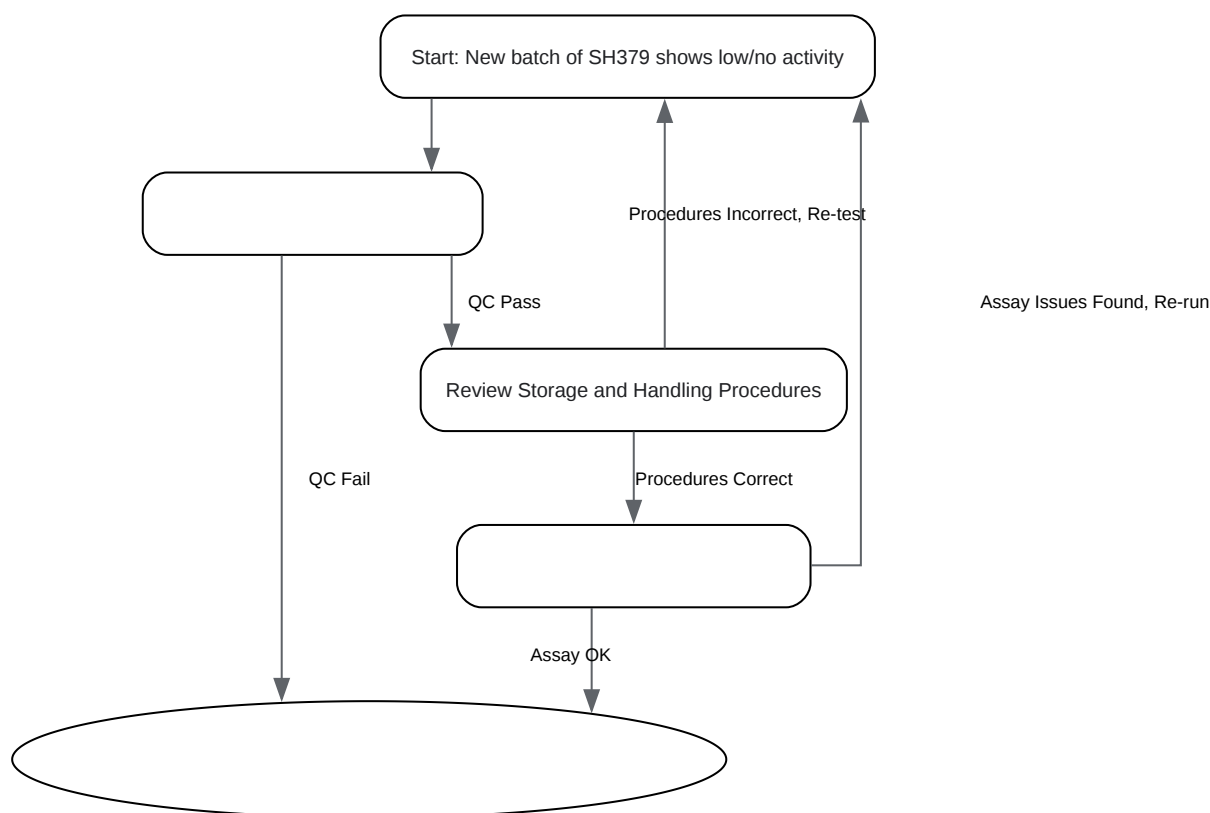 Start: New batch of SH379 shows low/no activity
Procedures Incorrect, Re-test
QC Pass
Assay Issues Found, Re-run
Review Storage and Handling Procedures
QC Fail
Procedures Correct
Assay OK